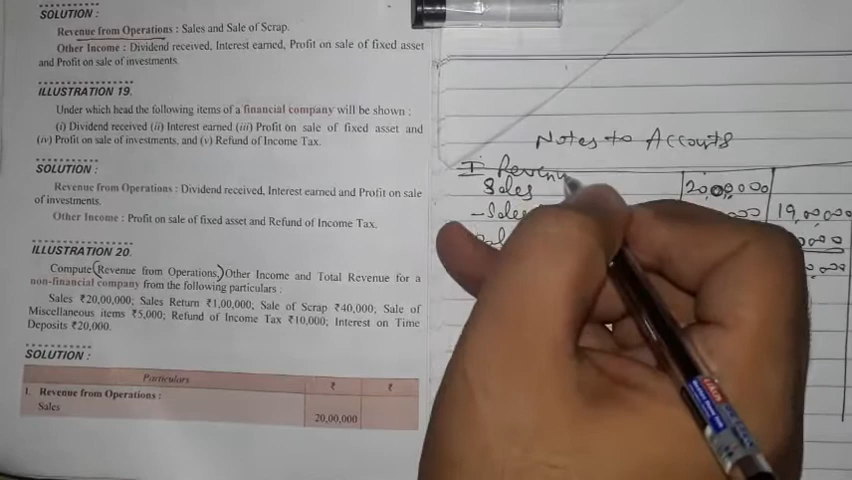 SOLUTION :
Revenue from Operations : Sales and Sale of Scrap.
Other Income : Dividend received, Interest earned, Profit on sale of fixed asset
and Profit on sale of investments.
ILLUSTRATION 19.
Under which head the following items of a financial company will be shown :
(i) Dividend received (ii) Interest earned (iii) Profit on sale of fixed asset and
(iv) Profit on sale of investments, and (v) Refund of Income Tax.
SOLUTION :
Revenue from Operations : Dividend received, Interest earned and Profit on sale
of investments.
Other Income : Profit on sale of fixed asset and Refund of Income Tax.
ILLUSTRATION 20.
Compute (Revenue from Operations,) Other Income and Total Revenue for a
non-financial company from the following particulars :
Sales ₹20,00,000; Sales Return ₹1,00,000; Sale of Scrap ₹40,000; Sale of
Miscellaneous items ₹5,000; Refund of Income Tax ₹10,000; Interest on Time
Deposits ₹20,000.
SOLUTION :
Particulars ₹ ₹
1. Revenue from Operations :
Sales 20,00,000
Notes to Accounts
I Revenu
Sales 20,00,000
- Sales 19,00,000